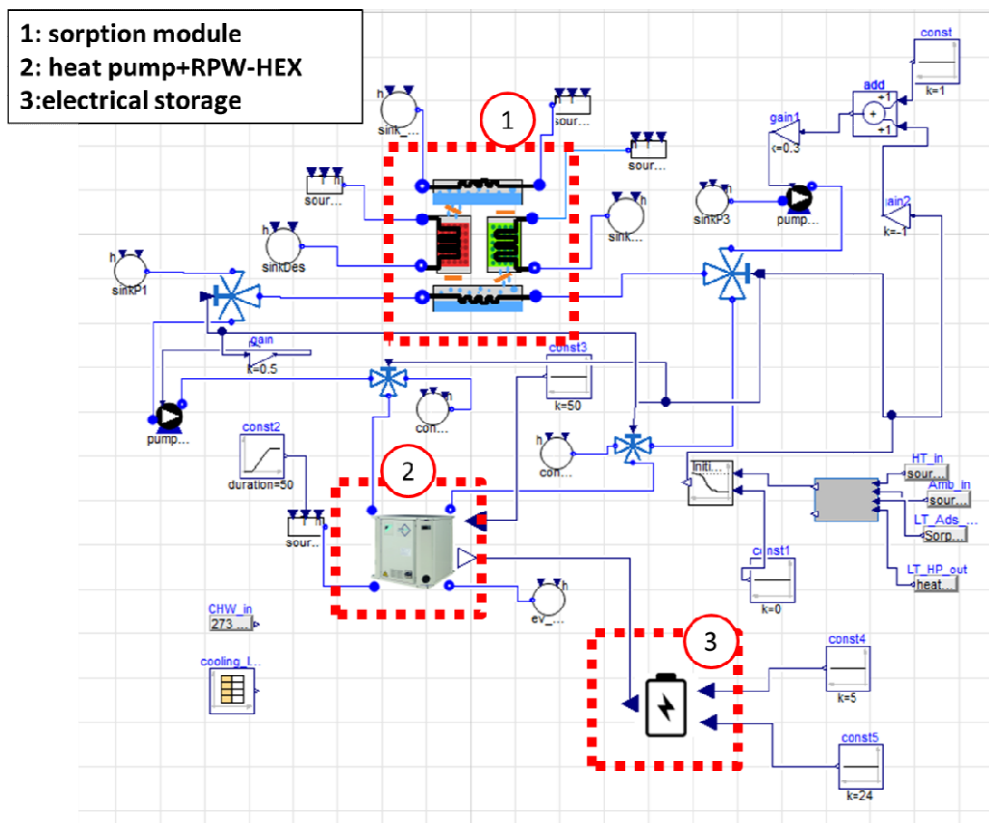 1: sorption module
2: heat pump+RPW-HEX
3:electrical storage
const
k=1
add
+1
+
+1
gain1
k=0.3
h
sink_...
sour...
1
sour...
sour...
h
sinkP3
pump...
k=-1
h
sinkDes
h
sink...
h
sinkP1
gain
k=0.5
const3
k=50
pump...
con...
const2
duration=50
2
h
con...
Initi...
HT_in
sour...
Amb_in
sour...
LT_Ads_...
Sorp...
LT_HP_out
heat...
sour...
const1
k=0
h
ev_...
CHW_in
273 ...
cooling_l...
3
const4
k=5
const5
k=24